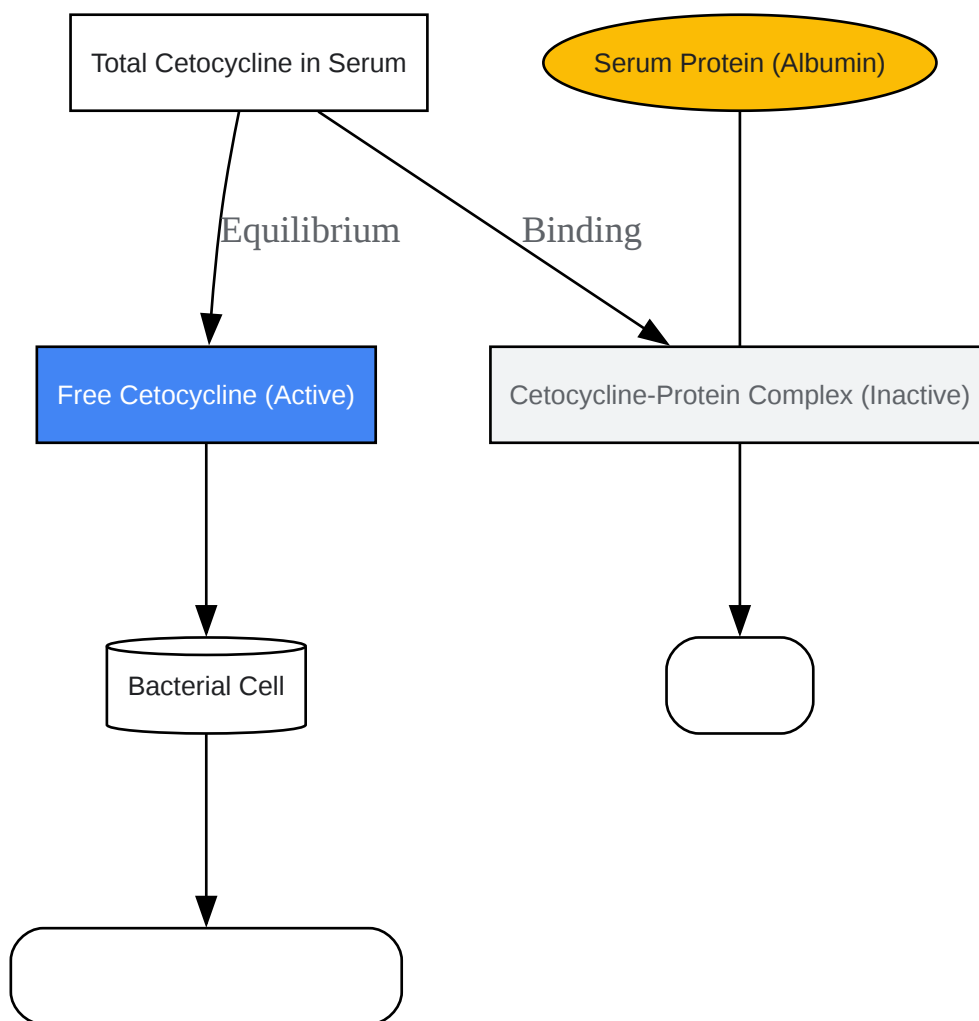 Total Cetocycline in Serum
Serum Protein (Albumin)
Equilibrium
Binding
Free Cetocycline (Active)
Cetocycline-Protein Complex (Inactive)
Bacterial Cell